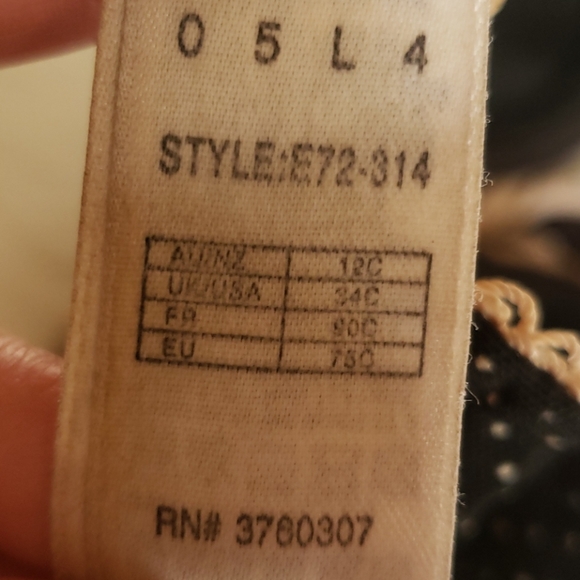 0 5 L 4
STYLE:E72-314
AU/NZ 12C
UK/USA 34C
FR 90C
EU 75C
RN# 3760307